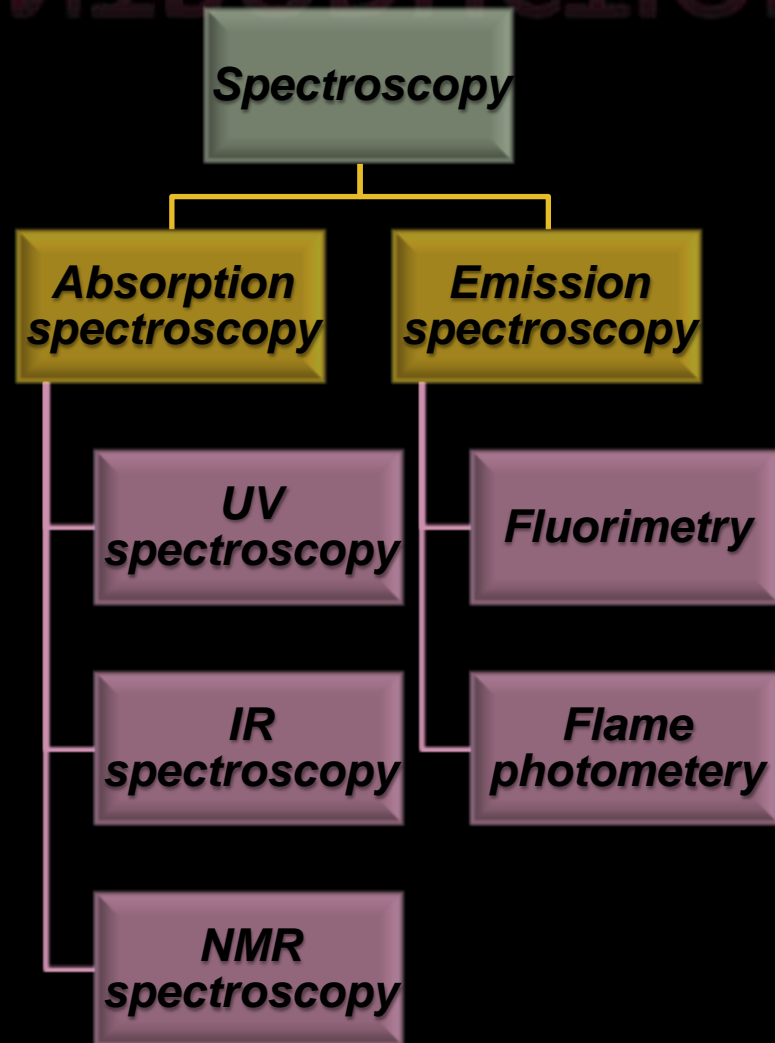 Spectroscopy
Absorption
spectroscopy
Emission
spectroscopy
UV
spectroscopy
IR
spectroscopy
NMR
spectroscopy
Fluorimetry
Flame
photometery